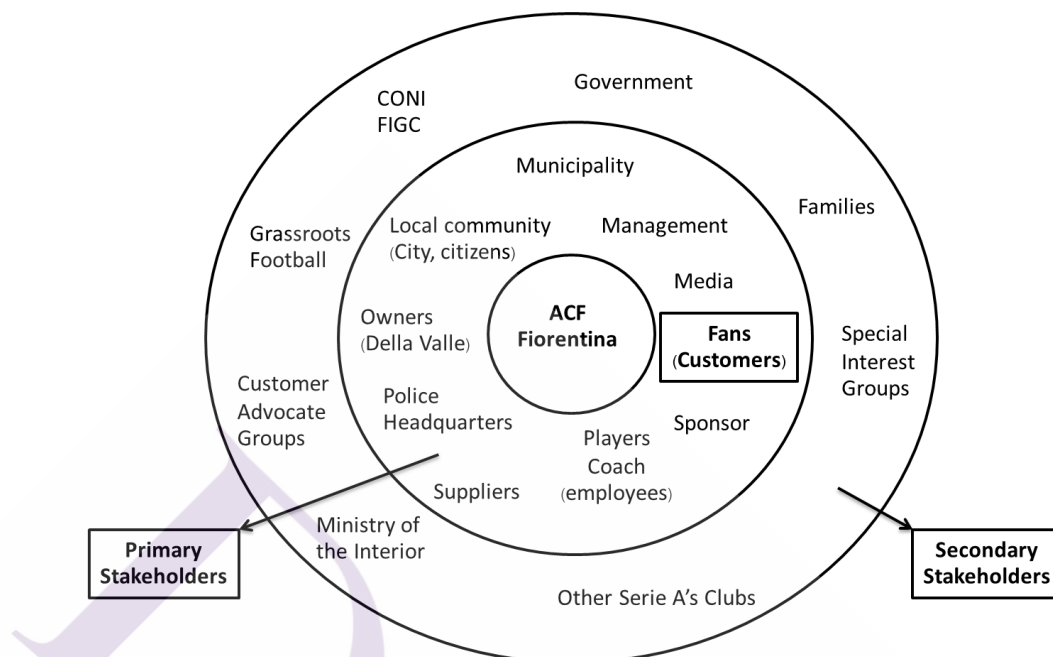 Government
CONI
FIGC
Municipality
Families
Local community
(City, citizens)
Management
Grassroots
Football
Media
ACF
Fiorentina
Owners
(Della Valle)
Fans
(Customers)
Special
Interest
Groups
Customer
Advocate
Groups
Police
Headquarters
Sponsor
Players
Coach
(employees)
Suppliers
Ministry of
the Interior
Primary
Stakeholders
Secondary
Stakeholders
Other Serie A's Clubs